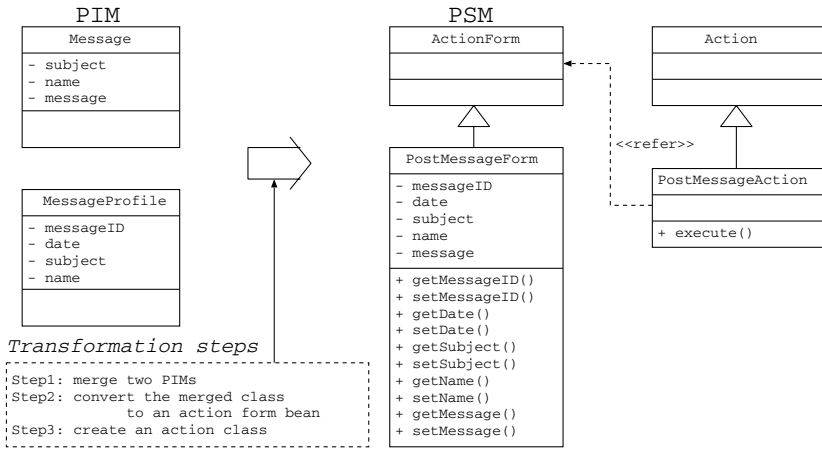 PIM
Message
- subject
- name
- message
MessageProfile
- messageID
- date
- subject
- name
Transformation steps
Step1: merge two PIMs
Step2: convert the merged class
to an action form bean
Step3: create an action class
PSM
ActionForm
PostMessageForm
- messageID
- date
- subject
- name
- message
+ getMessageID()
+ setMessageID()
+ getDate()
+ setDate()
+ getSubject()
+ setSubject()
+ getName()
+ setName()
+ getMessage()
+ setMessage()
<<refer>>
Action
PostMessageAction
+ execute()